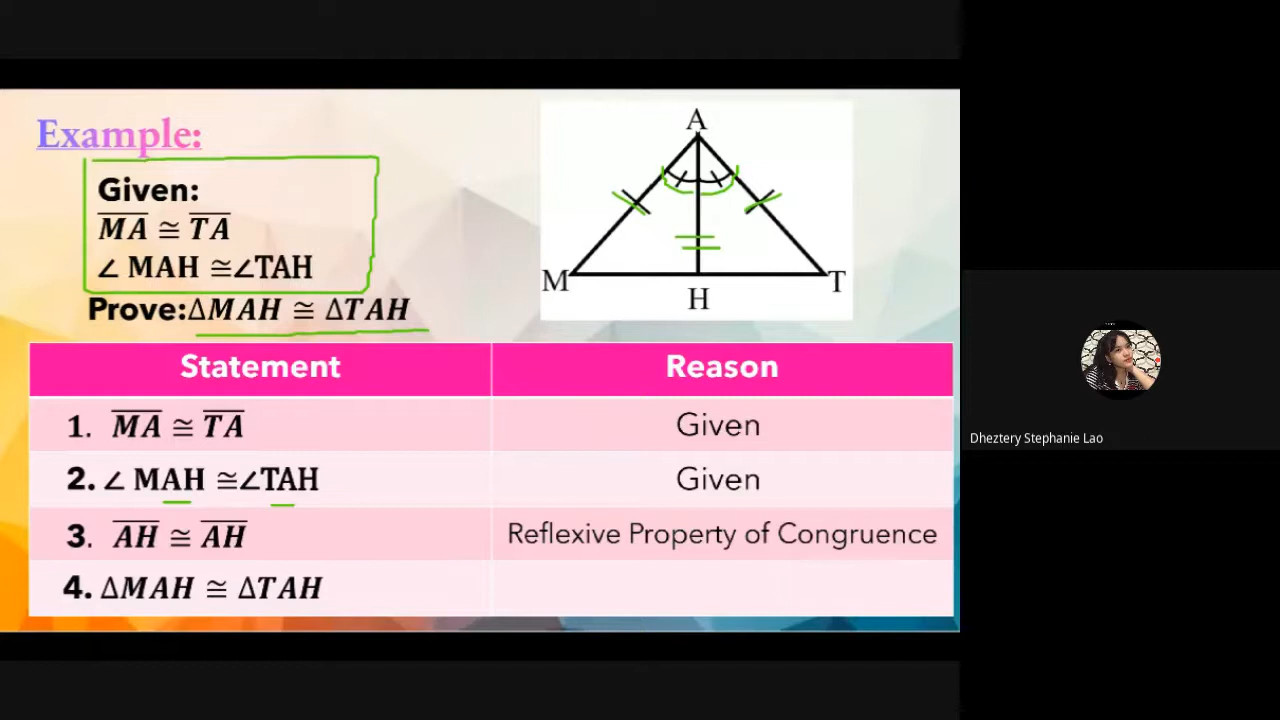 Example:
Given:
MA ≅ TA
∠ MAH ≅∠TAH
Prove:ΔMAH ≅ ΔTAH
A
M
H
T
Statement Reason
1. MA ≅ TA Given
2. ∠ MAH ≅∠TAH Given
3. AH ≅ AH Reflexive Property of Congruence
4. ΔMAH ≅ ΔTAH
Dheztery Stephanie Lao